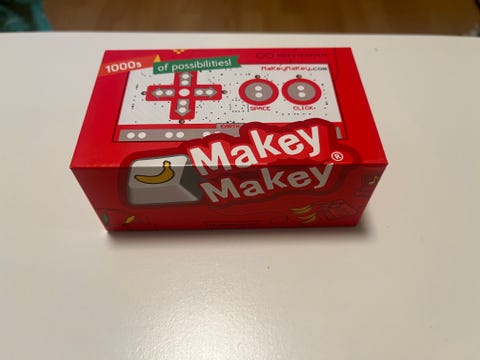 1000s of possibilities!
MaKeyMaKey.com
SPACE
CLICK
EARTH
Makey
Makey®